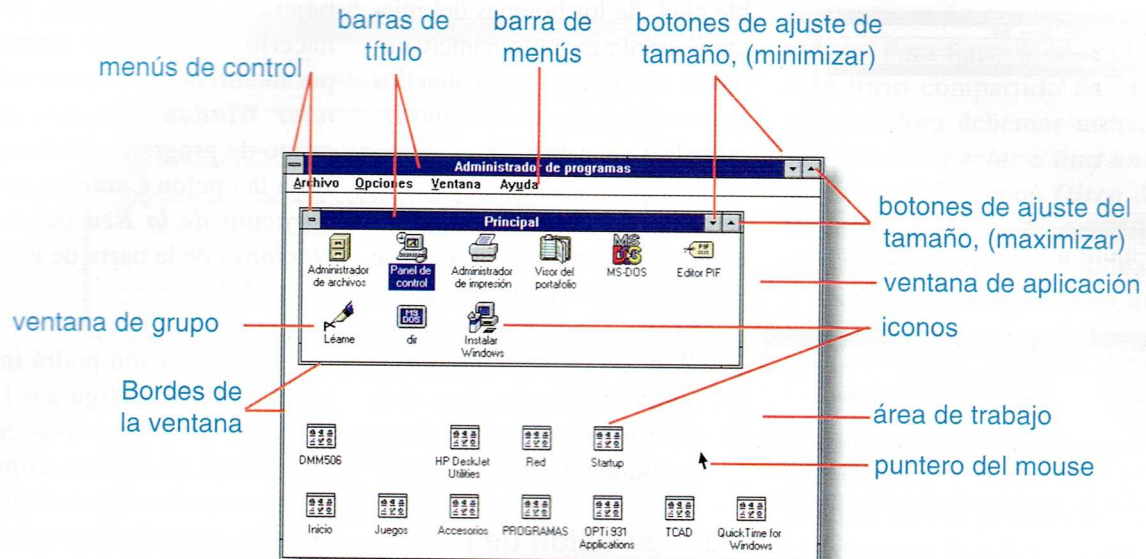 barras de
título
barra de
menús
botones de ajuste de
tamaño, (minimizar)
menús de control
Administrador de programas
Archivo Opciones Ventana Ayuda
Principal
botones de ajuste del
tamaño, (maximizar)
Administrador
de archivos
Panel de
control
Administrador
de impresión
Visor del
portafolio
MS-DOS
Editor PIF
ventana de aplicación
ventana de grupo
Léame
dir
Instalar
Windows
iconos
Bordes de
la ventana
área de trabajo
DMM506
HP DeskJet
Utilities
Red
Startup
puntero del mouse
Inicio
Juegos
Accesorios
PROGRAMAS
OPTi 931
Applications
TCAD
QuickTime for
Windows